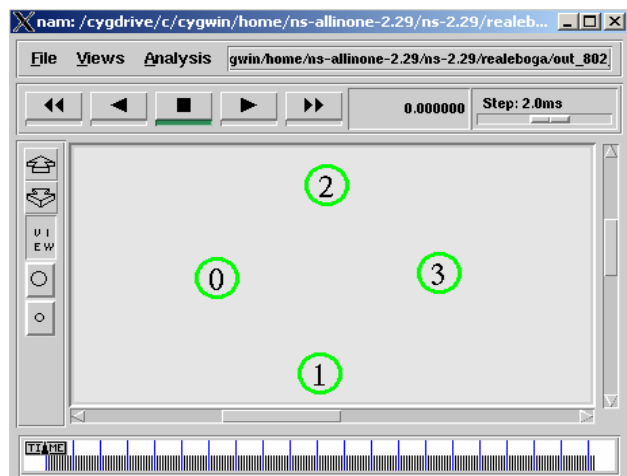 nam: /cygdrive/c/cygwin/home/ns-allinone-2.29/ns-2.29/realeb...
File Views Analysis gwin/home/ns-allinone-2.29/ns-2.29/realeboga/out_802_
0.000000 Step: 2.0ms
2
V I
E W
0 3
1
TIME